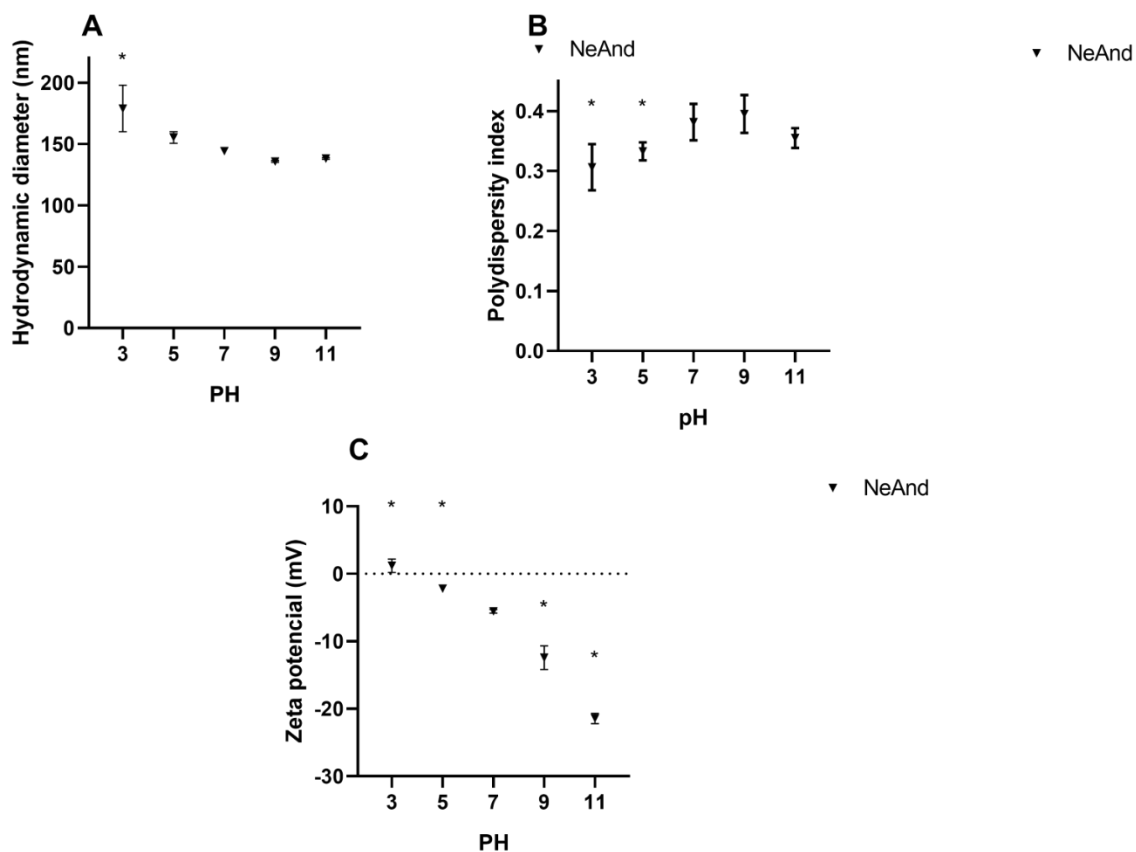 A
Hydrodynamic diameter (nm)
*
200
150
100
50
0
3 5 7 9 11
PH
NeAnd
B
Polydispersity index
* *
0.4
0.3
0.2
0.1
0.0
3 5 7 9 11
pH
NeAnd
C
Zeta potencial (mV)
* *
10
0
*
-10
*
-20
-30
3 5 7 9 11
PH
NeAnd